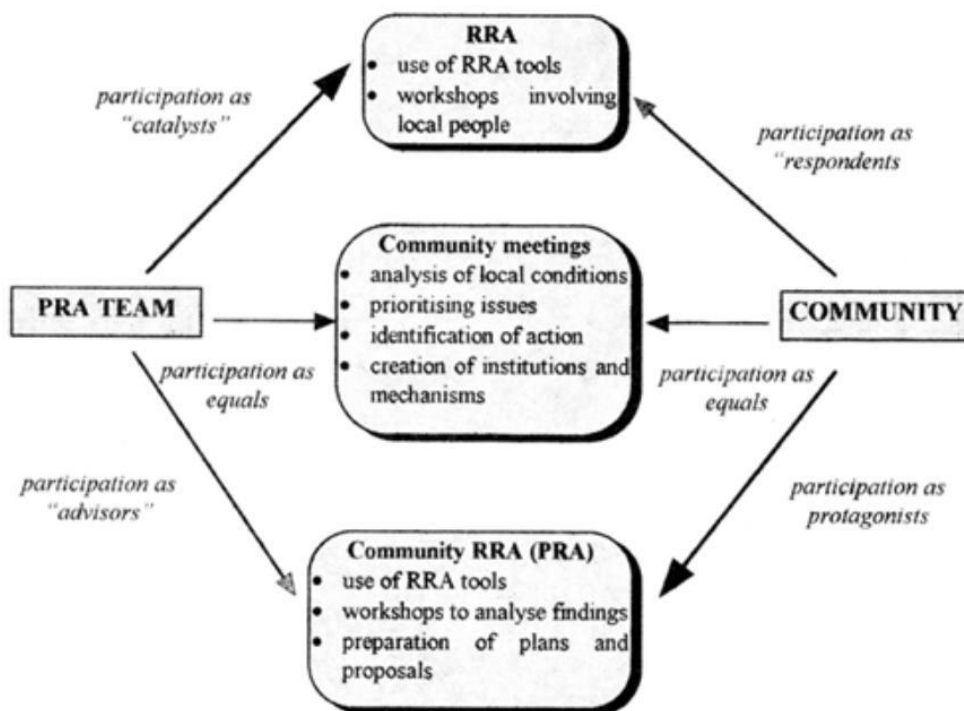 RRA
• use of RRA tools
• workshops involving
local people
participation as
"catalysts"
participation as
"respondents
PRA TEAM
Community meetings
• analysis of local conditions
• prioritising issues
• identification of action
• creation of institutions and
mechanisms
COMMUNITY
participation as
equals
participation as
equals
participation as
"advisors"
participation as
protagonists
Community RRA (PRA)
• use of RRA tools
• workshops to analyse findings
• preparation of plans and
proposals